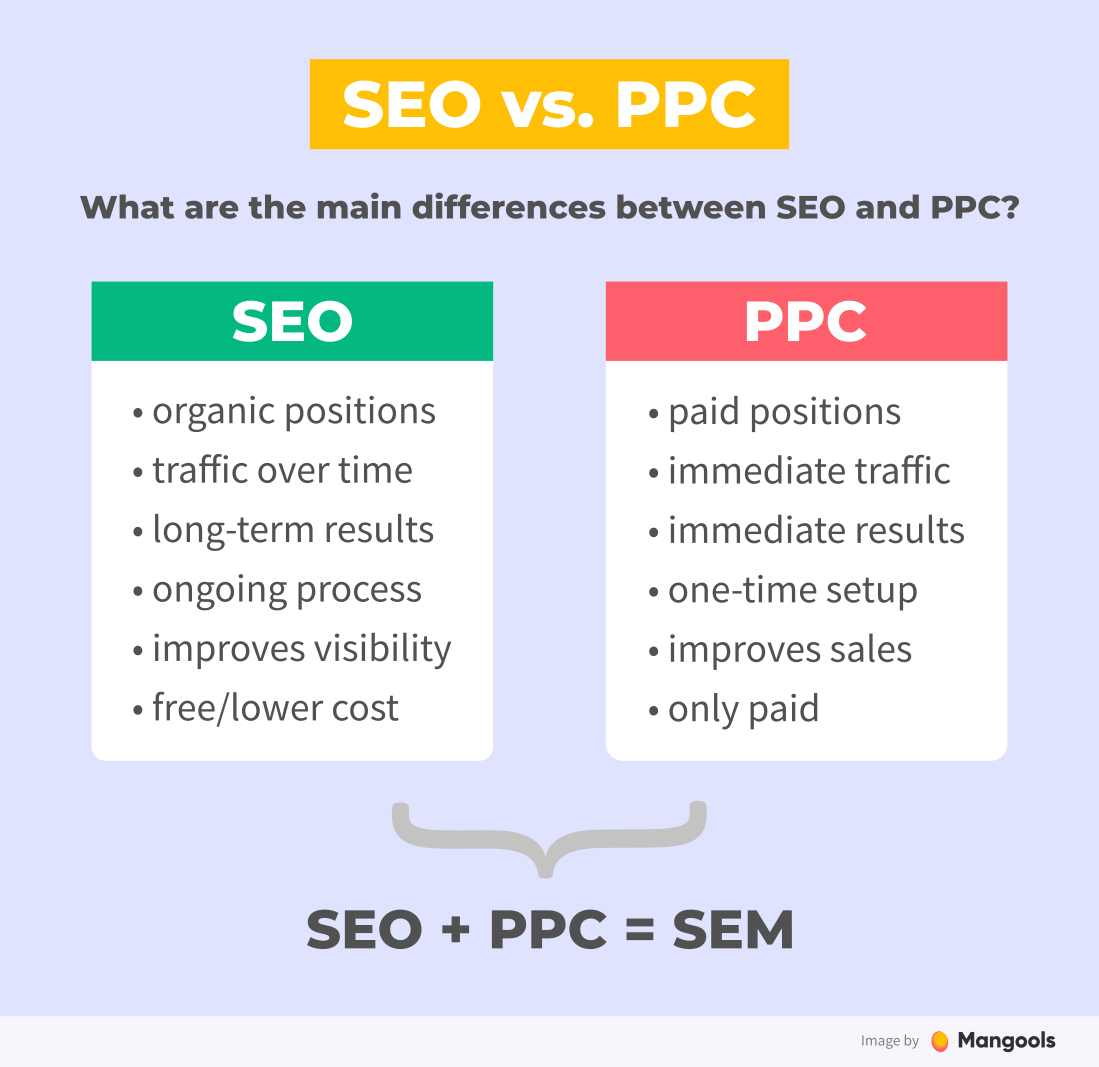 SEO vs. PPC
What are the main differences between SEO and PPC?
SEO
• organic positions
• traffic over time
• long-term results
• ongoing process
• improves visibility
• free/lower cost
PPC
• paid positions
• immediate traffic
• immediate results
• one-time setup
• improves sales
• only paid
SEO + PPC = SEM
Image by Mangools